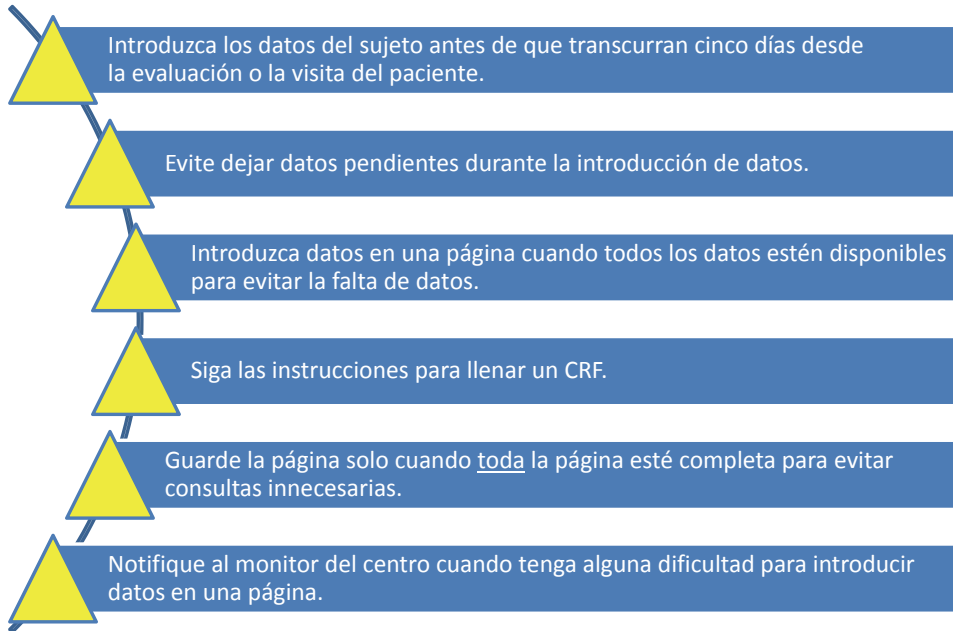 Introduzca los datos del sujeto antes de que transcurran cinco días desde
la evaluación o la visita del paciente.
Evite dejar datos pendientes durante la introducción de datos.
Introduzca datos en una página cuando todos los datos estén disponibles
para evitar la falta de datos.
Siga las instrucciones para llenar un CRF.
Guarde la página solo cuando toda la página esté completa para evitar
consultas innecesarias.
Notifique al monitor del centro cuando tenga alguna dificultad para introducir
datos en una página.